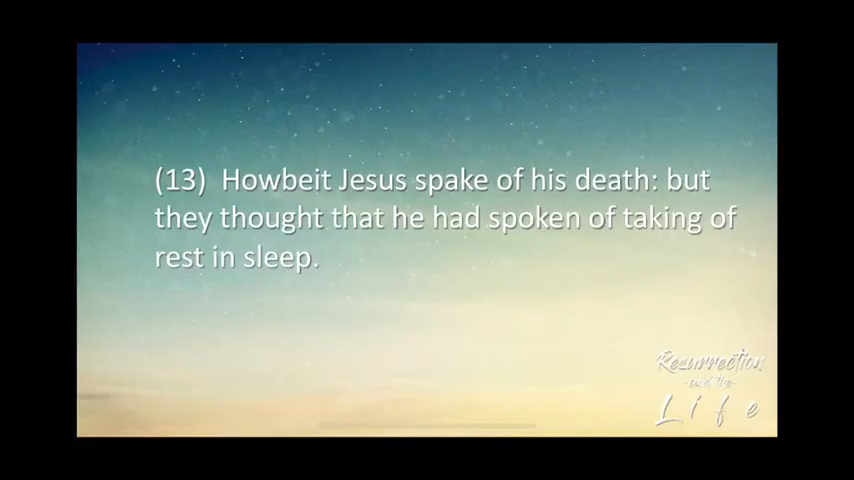 (13) Howbeit Jesus spake of his death: but
they thought that he had spoken of taking of
rest in sleep.
Resurrection
-and the-
Life